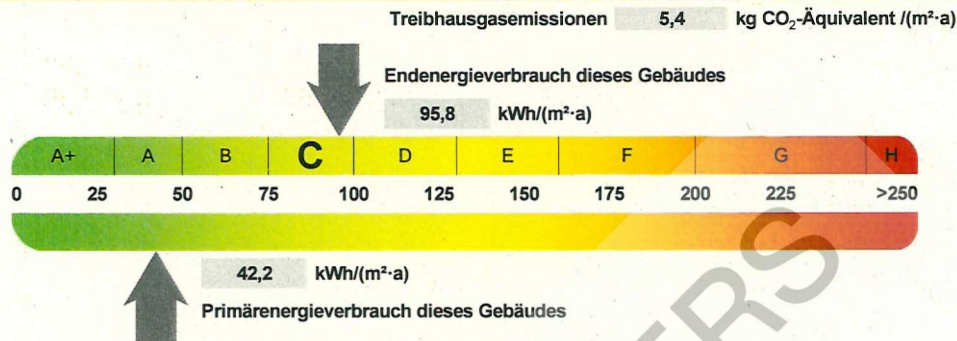 Treibhausgasemissionen 5,4 kg CO₂-Äquivalent /(m²·a)
Endenergieverbrauch dieses Gebäudes
95,8 kWh/(m²·a)
A+ A B C D E F G H
0 25 50 75 100 125 150 175 200 225 >250
42,2 kWh/(m²·a)
Primärenergieverbrauch dieses Gebäudes
ERS